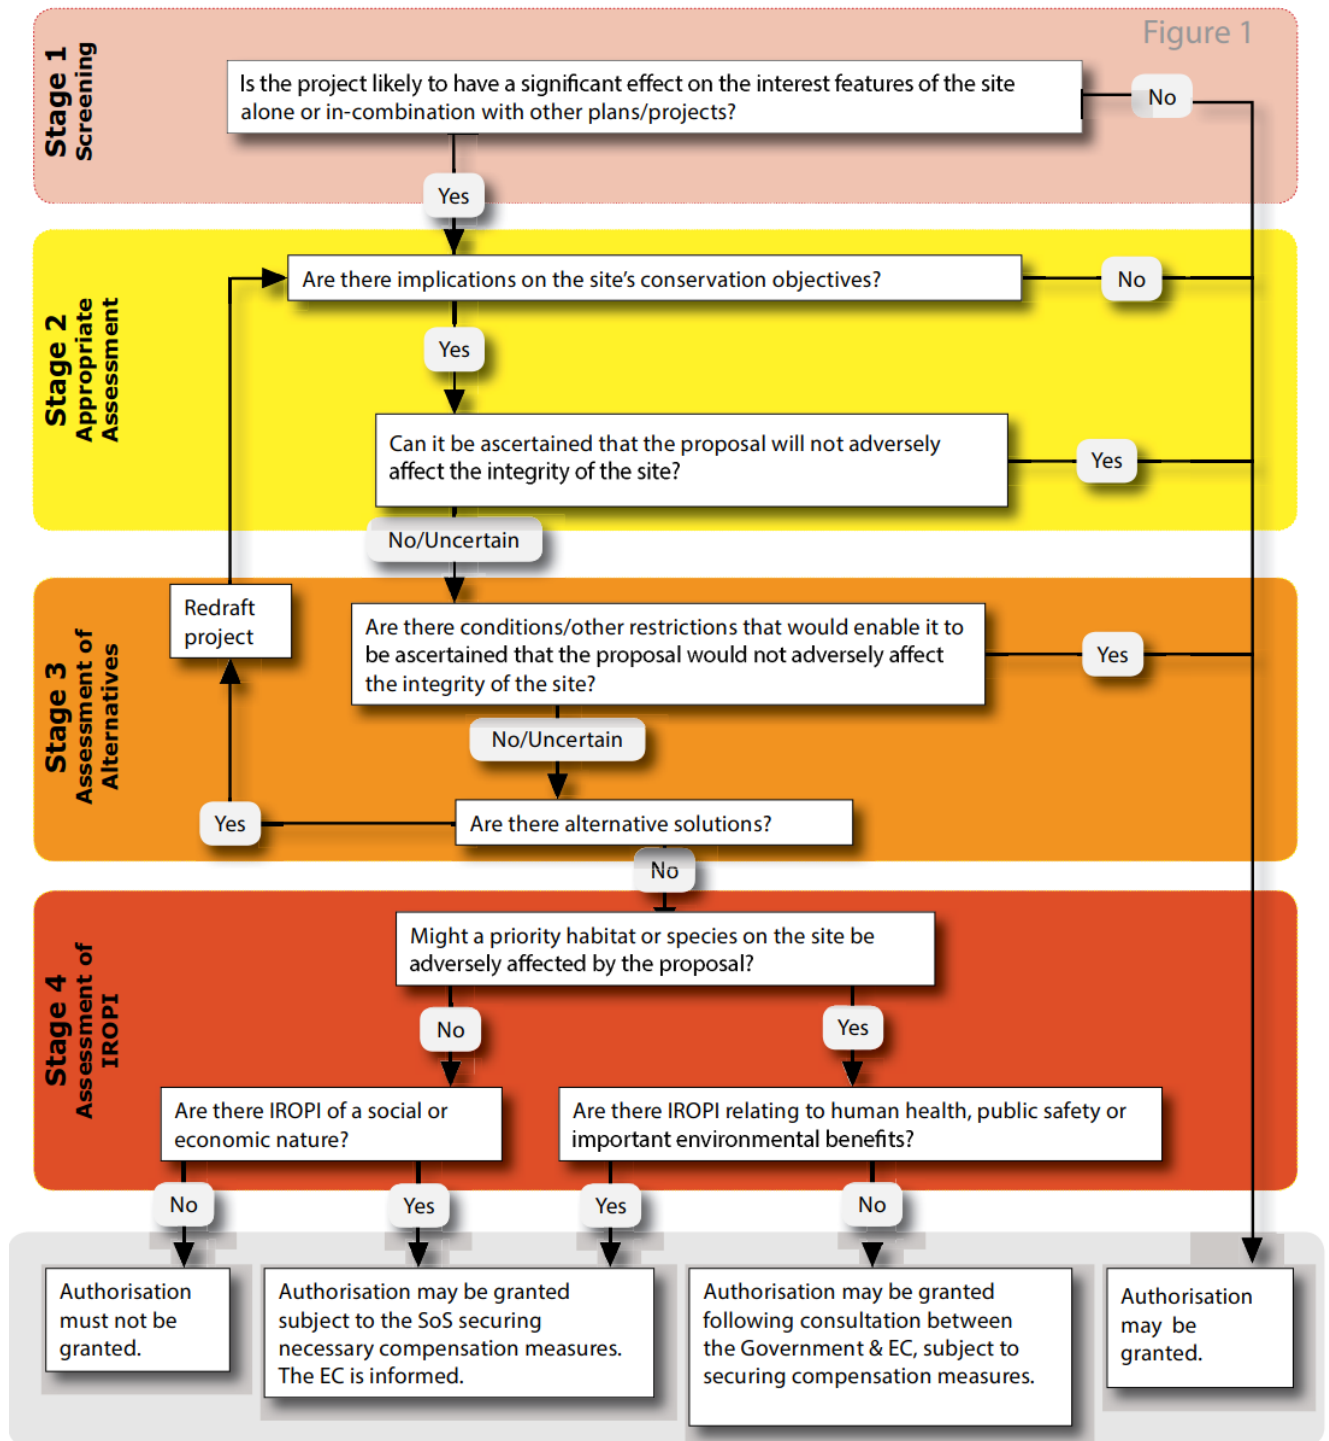 Figure 1
Stage 1
Screening
Is the project likely to have a significant effect on the interest features of the site
alone or in-combination with other plans/projects?
No
Yes
Stage 2
Appropriate
Assessment
Are there implications on the site's conservation objectives?
No
Yes
Can it be ascertained that the proposal will not adversely
affect the integrity of the site?
Yes
No/Uncertain
Stage 3
Assessment of
Alternatives
Redraft
project
Are there conditions/other restrictions that would enable it to
be ascertained that the proposal would not adversely affect
the integrity of the site?
Yes
No/Uncertain
Are there alternative solutions?
Yes
No
Stage 4
Assessment of
IROPI
Might a priority habitat or species on the site be
adversely affected by the proposal?
No
Yes
Are there IROPI of a social or
economic nature?
Are there IROPI relating to human health, public safety or
important environmental benefits?
No
Yes
Yes
No
Authorisation
must not be
granted.
Authorisation may be granted
subject to the SoS securing
necessary compensation measures.
The EC is informed.
Authorisation may be granted
following consultation between
the Government & EC, subject to
securing compensation measures.
Authorisation
may be
granted.